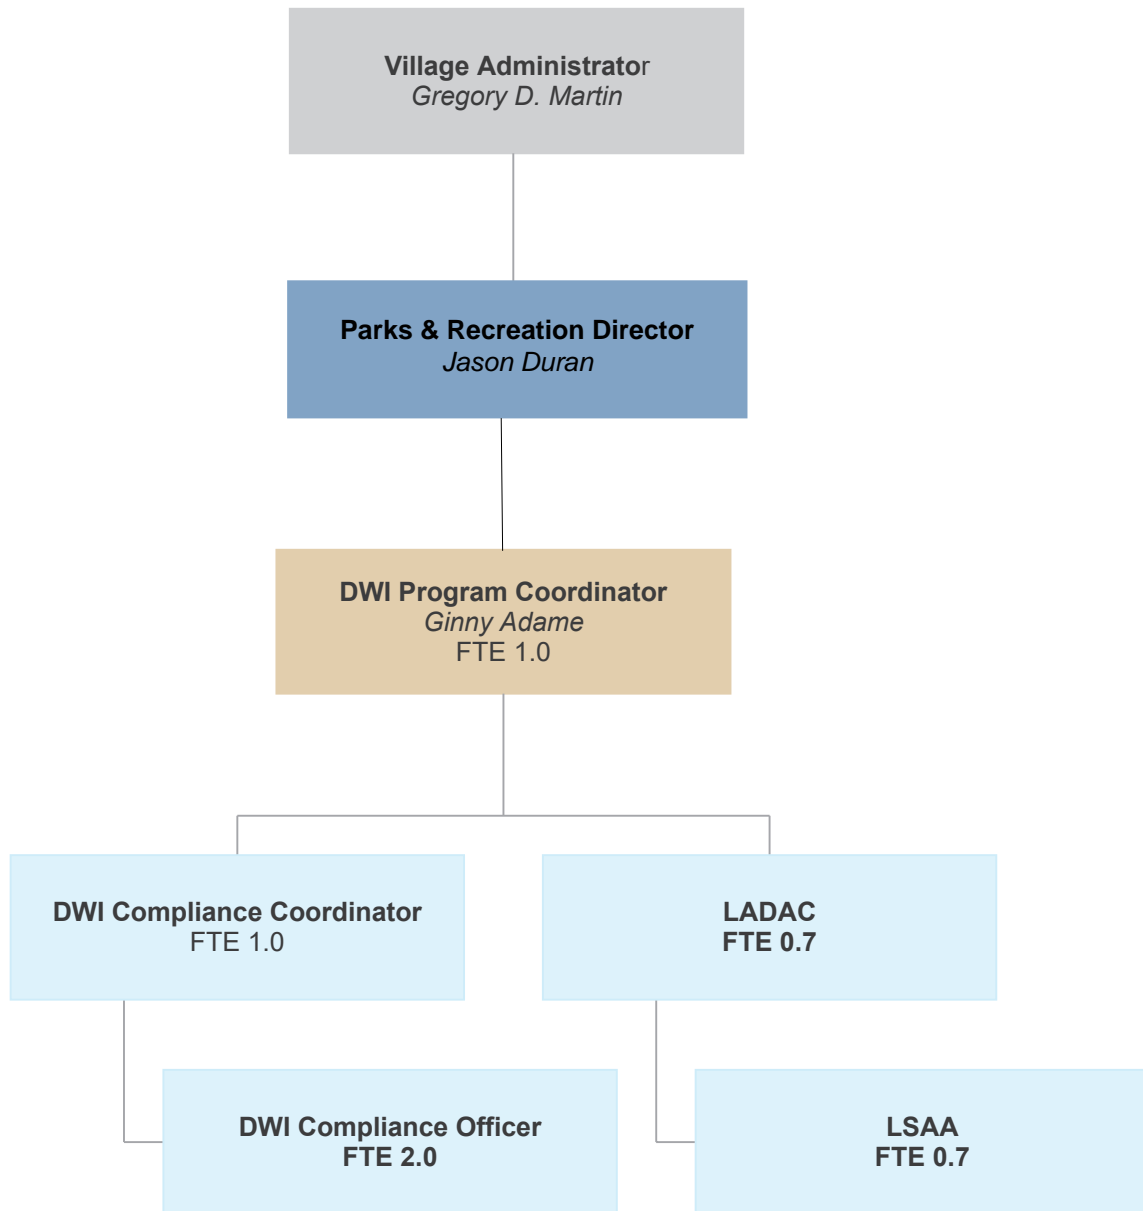 Village Administrator
Gregory D. Martin
Parks & Recreation Director
Jason Duran
DWI Program Coordinator
Ginny Adame
FTE 1.0
DWI Compliance Coordinator
FTE 1.0
LADAC
FTE 0.7
DWI Compliance Officer
FTE 2.0
LSAA
FTE 0.7